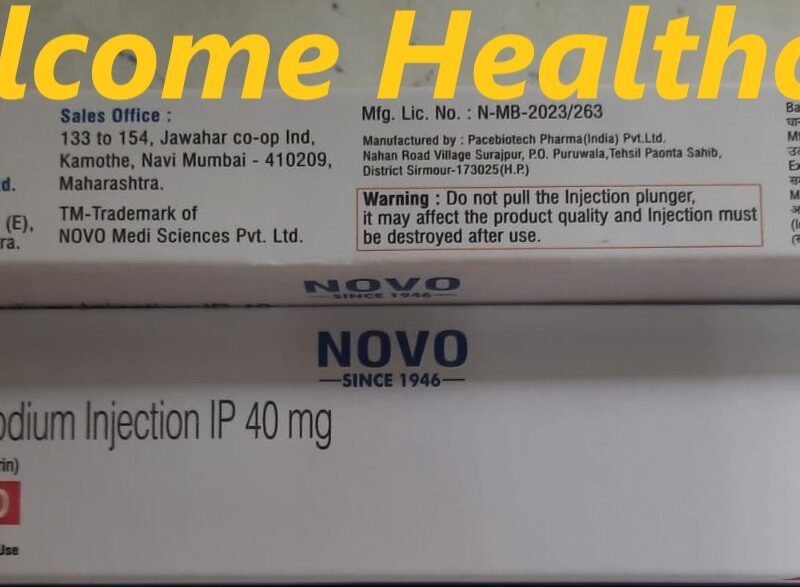 lcome Healthc
Sales Office :
133 to 154, Jawahar co-op Ind,
Kamothe, Navi Mumbai - 410209,
Maharashtra.
TM-Trademark of
NOVO Medi Sciences Pvt. Ltd.
d.
(E),
ra.
Mfg. Lic. No. : N-MB-2023/263
Manufactured by : Pacebiotech Pharma(India) Pvt.Ltd.
Nahan Road Village Surajpur, P.O. Puruwala,Tehsil Paonta Sahib,
District Sirmour-173025(H.P.)
Warning : Do not pull the Injection plunger,
it may affect the product quality and Injection must
be destroyed after use.
Ba
NOVO
SINCE 1946
NOVO
SINCE 1946
odium Injection IP 40 mg
rin)
Use